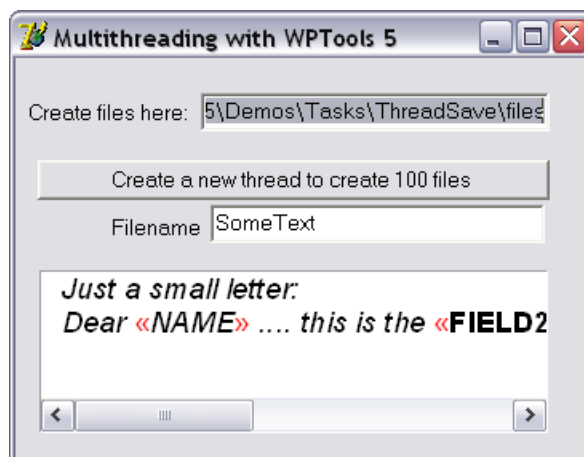 Multithreading with WPTools 5
Create files here: 5\Demos\Tasks\ThreadSave\files
Create a new thread to create 100 files
Filename SomeText
Just a small letter:
Dear «NAME» .... this is the «FIELD2